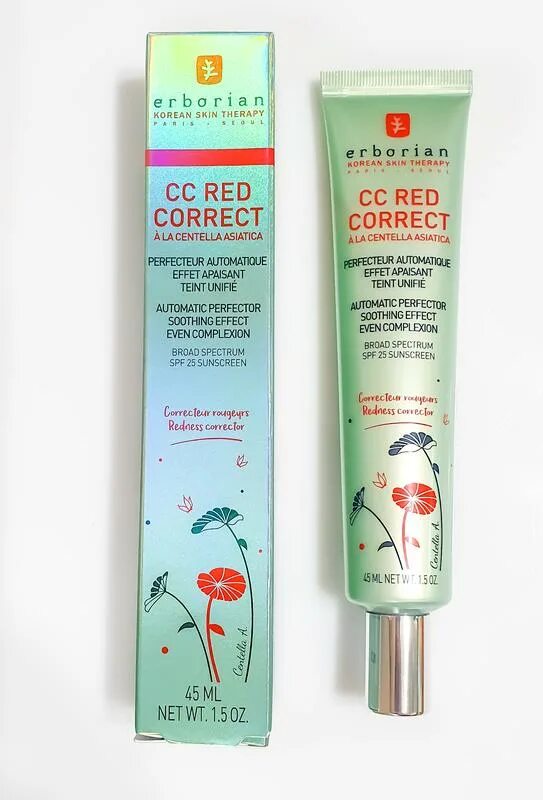 erborian
KOREAN SKIN THERAPY
PARIS - SEOUL
CC RED
CORRECT
À LA CENTELLA ASIATICA
PERFECTEUR AUTOMATIQUE
EFFET APAISANT
TEINT UNIFIÉ
AUTOMATIC PERFECTOR
SOOTHING EFFECT
EVEN COMPLEXION
BROAD SPECTRUM
SPF 25 SUNSCREEN
Correcteur rougeurs
Redness corrector
Centella A.
45 ML
NET WT. 1.5 OZ.
erborian
KOREAN SKIN THERAPY
PARIS - SEOUL
CC RED
CORRECT
À LA CENTELLA ASIATICA
PERFECTEUR AUTOMATIQUE
EFFET APAISANT
TEINT UNIFIÉ
AUTOMATIC PERFECTOR
SOOTHING EFFECT
EVEN COMPLEXION
BROAD SPECTRUM
SPF 25 SUNSCREEN
Correcteur rougeurs
Redness corrector
Centella A.
45 ML NET WT. 1.5 OZ.